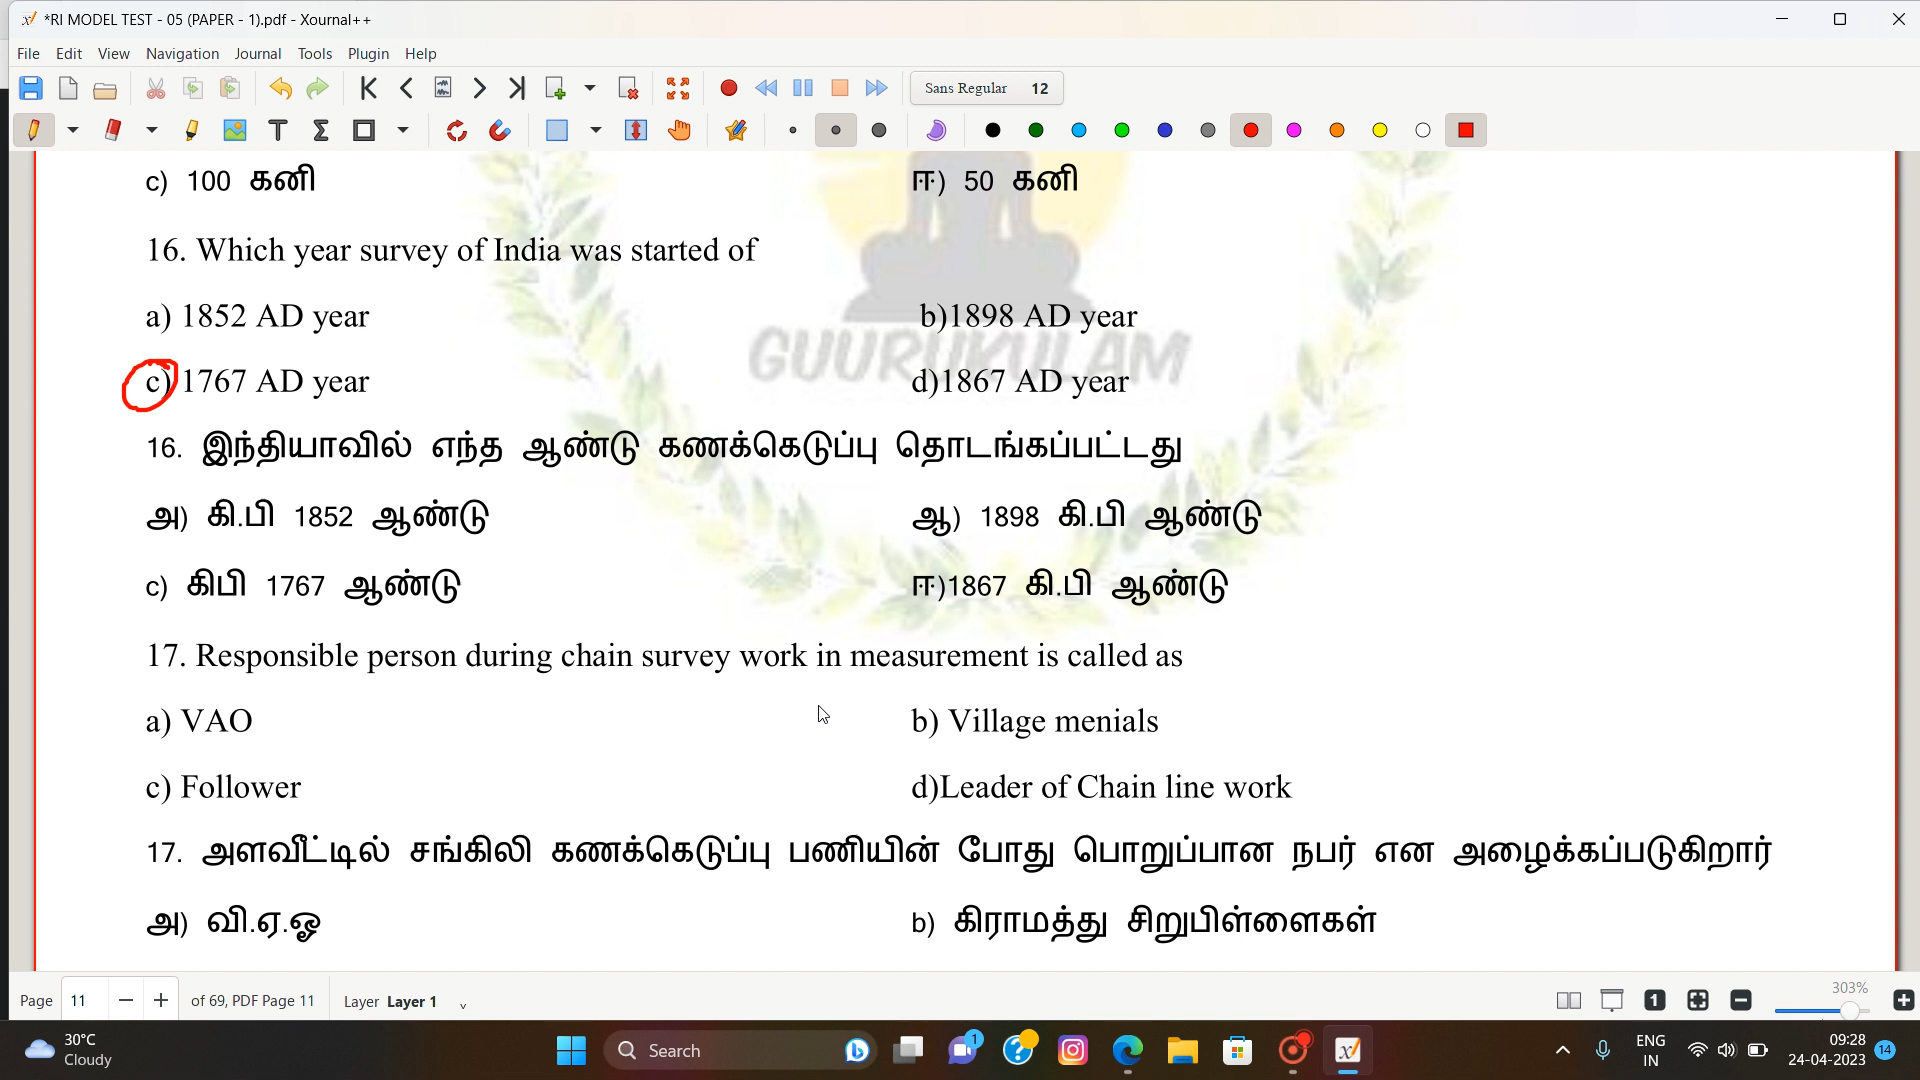 *RI MODEL TEST - 05 (PAPER - 1).pdf - Xournal++
File Edit View Navigation Journal Tools Plugin Help
Sans Regular 12
c) 100 கனி ஈ) 50 கனி
16. Which year survey of India was started of
a) 1852 AD year b)1898 AD year
GUURUKULAM
c) 1767 AD year d)1867 AD year
16. இந்தியாவில் எந்த ஆண்டு கணக்கெடுப்பு தொடங்கப்பட்டது
அ) கி.பி 1852 ஆண்டு ஆ) 1898 கி.பி ஆண்டு
c) கிபி 1767 ஆண்டு ஈ)1867 கி.பி ஆண்டு
17. Responsible person during chain survey work in measurement is called as
a) VAO b) Village menials
c) Follower d)Leader of Chain line work
17. அளவீட்டில் சங்கிலி கணக்கெடுப்பு பணியின் போது பொறுப்பான நபர் என அழைக்கப்படுகிறார்
அ) வி.ஏ.ஓ b) கிராமத்து சிறுபிள்ளைகள்
Page 11 of 69, PDF Page 11 Layer Layer 1 303%
30°C
Cloudy
Search
1
ENG
IN
09:28
24-04-2023
14